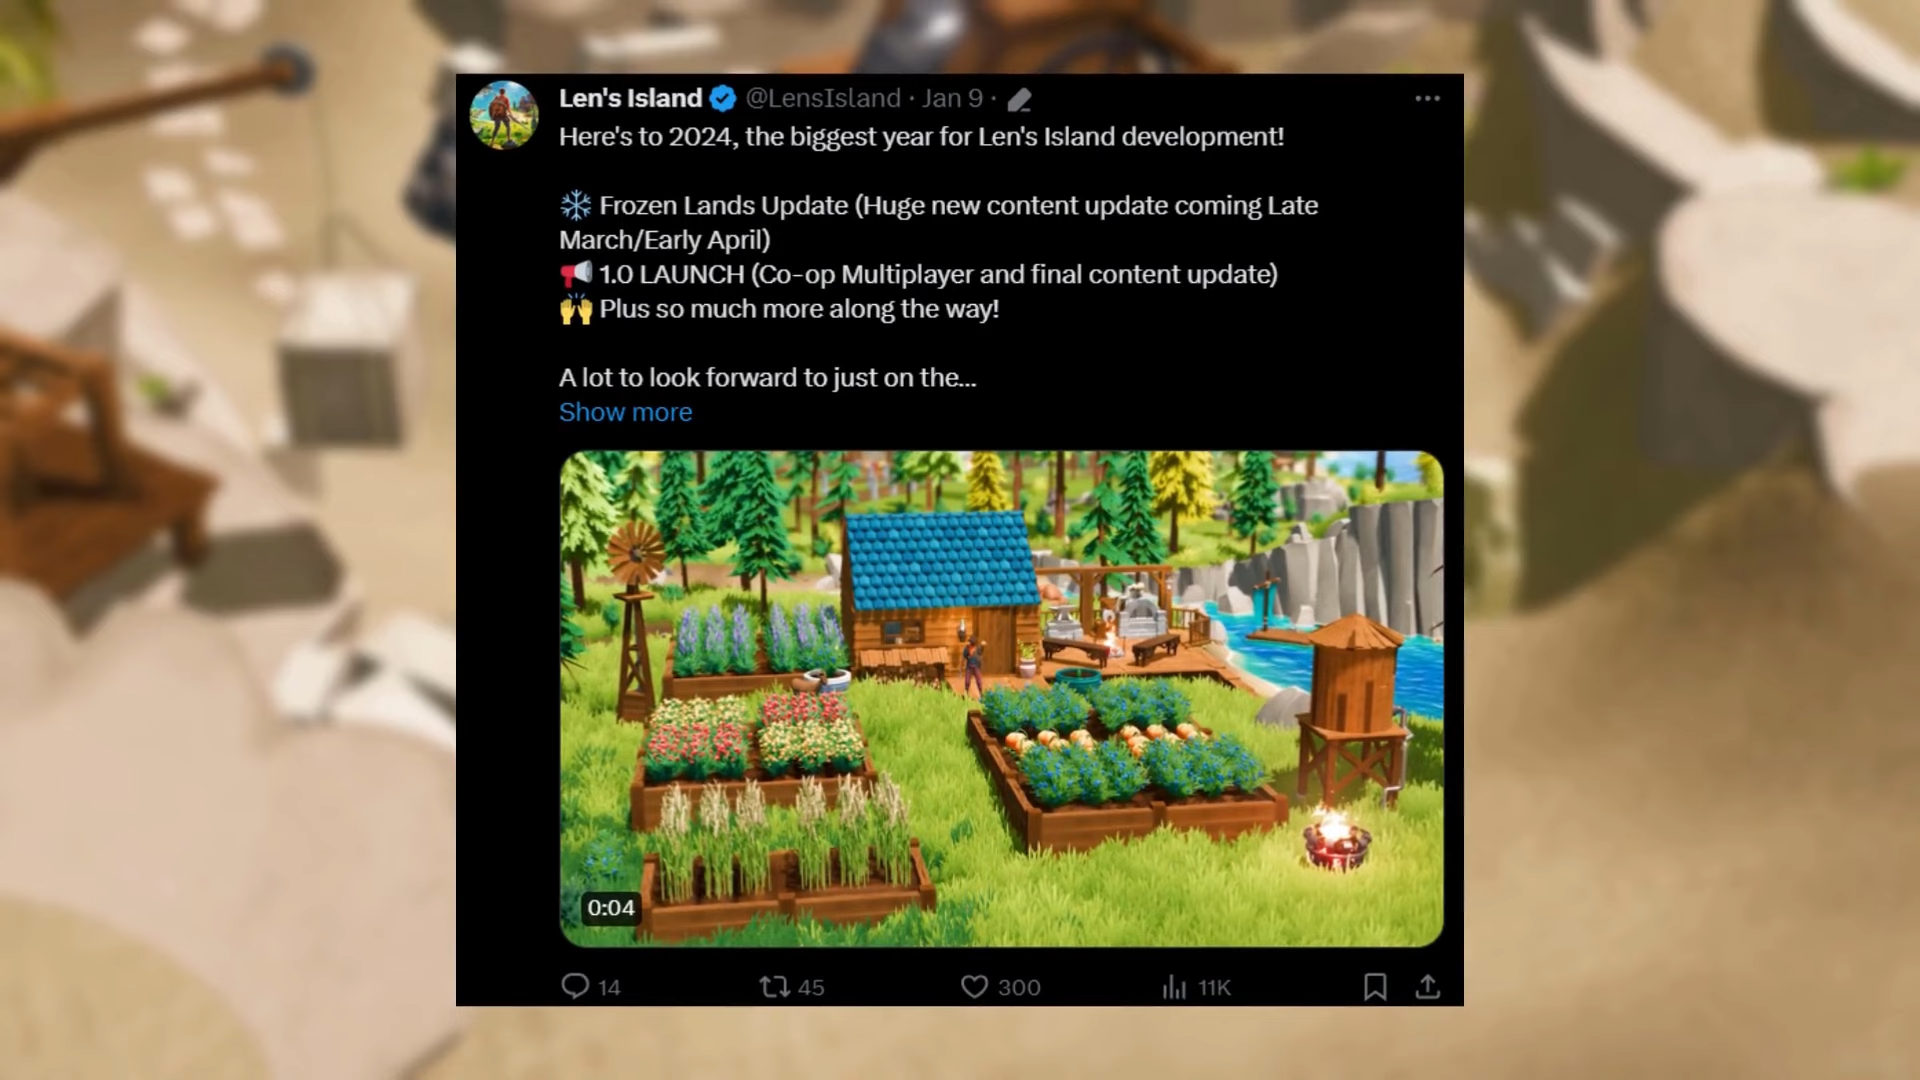 Len's Island @LensIsland · Jan 9 ·
Here's to 2024, the biggest year for Len's Island development!
❄️ Frozen Lands Update (Huge new content update coming Late
March/Early April)
📢 1.0 LAUNCH (Co-op Multiplayer and final content update)
🙌 Plus so much more along the way!
A lot to look forward to just on the...
Show more
0:04
14 45 300 11K